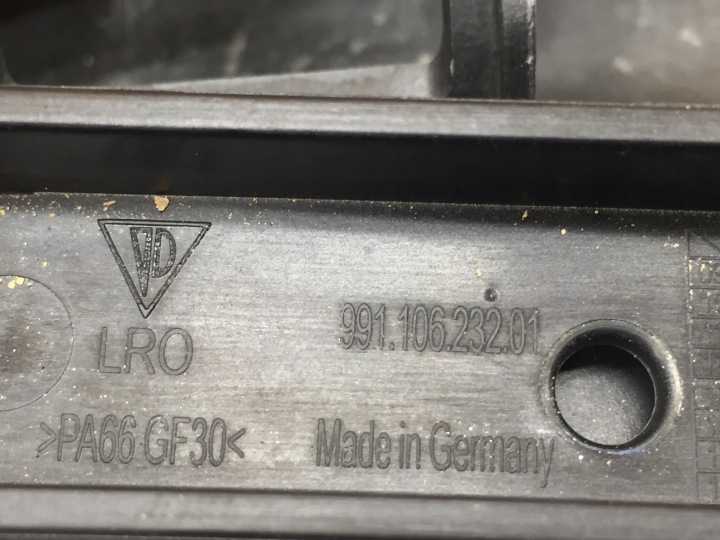 LRO
991.106.232.01
>PA66 GF30<
Made in Germany